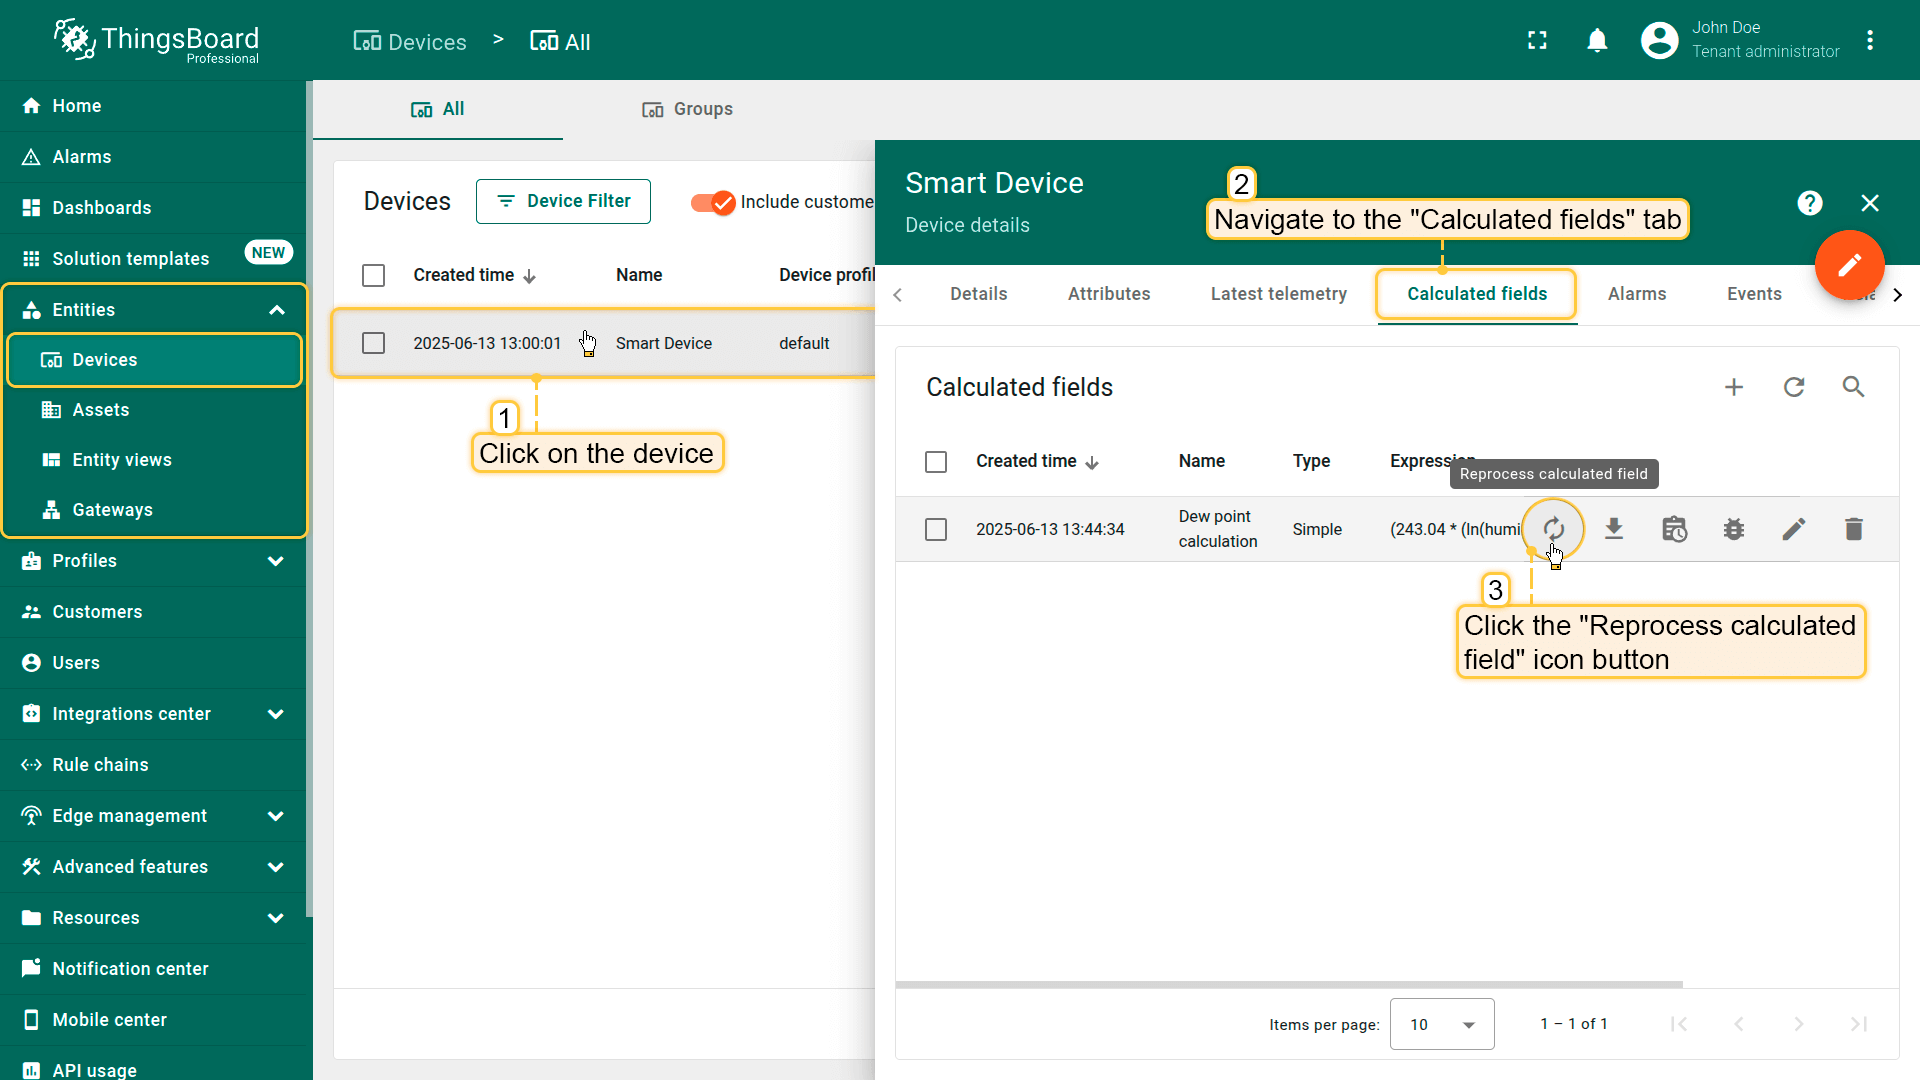 ThingsBoard
Professional
Devices > All
John Doe
Tenant administrator
Home
Alarms
Dashboards
Solution templates NEW
Entities
Devices
Assets
Entity views
Gateways
Profiles
Customers
Users
Integrations center
Rule chains
Edge management
Advanced features
Resources
Notification center
Mobile center
API usage
All
Groups
Devices
Device Filter
Include custome
Created time
Name
Device profil
2025-06-13 13:00:01
Smart Device
default
1
Click on the device
Smart Device
Device details
2
Navigate to the "Calculated fields" tab
Details
Attributes
Latest telemetry
Calculated fields
Alarms
Events
Calculated fields
Created time
Name
Type
Expression
Reprocess calculated field
2025-06-13 13:44:34
Dew point
calculation
Simple
(243.04 * (ln(humi
3
Click the "Reprocess calculated
field" icon button
Items per page:
10
1 – 1 of 1